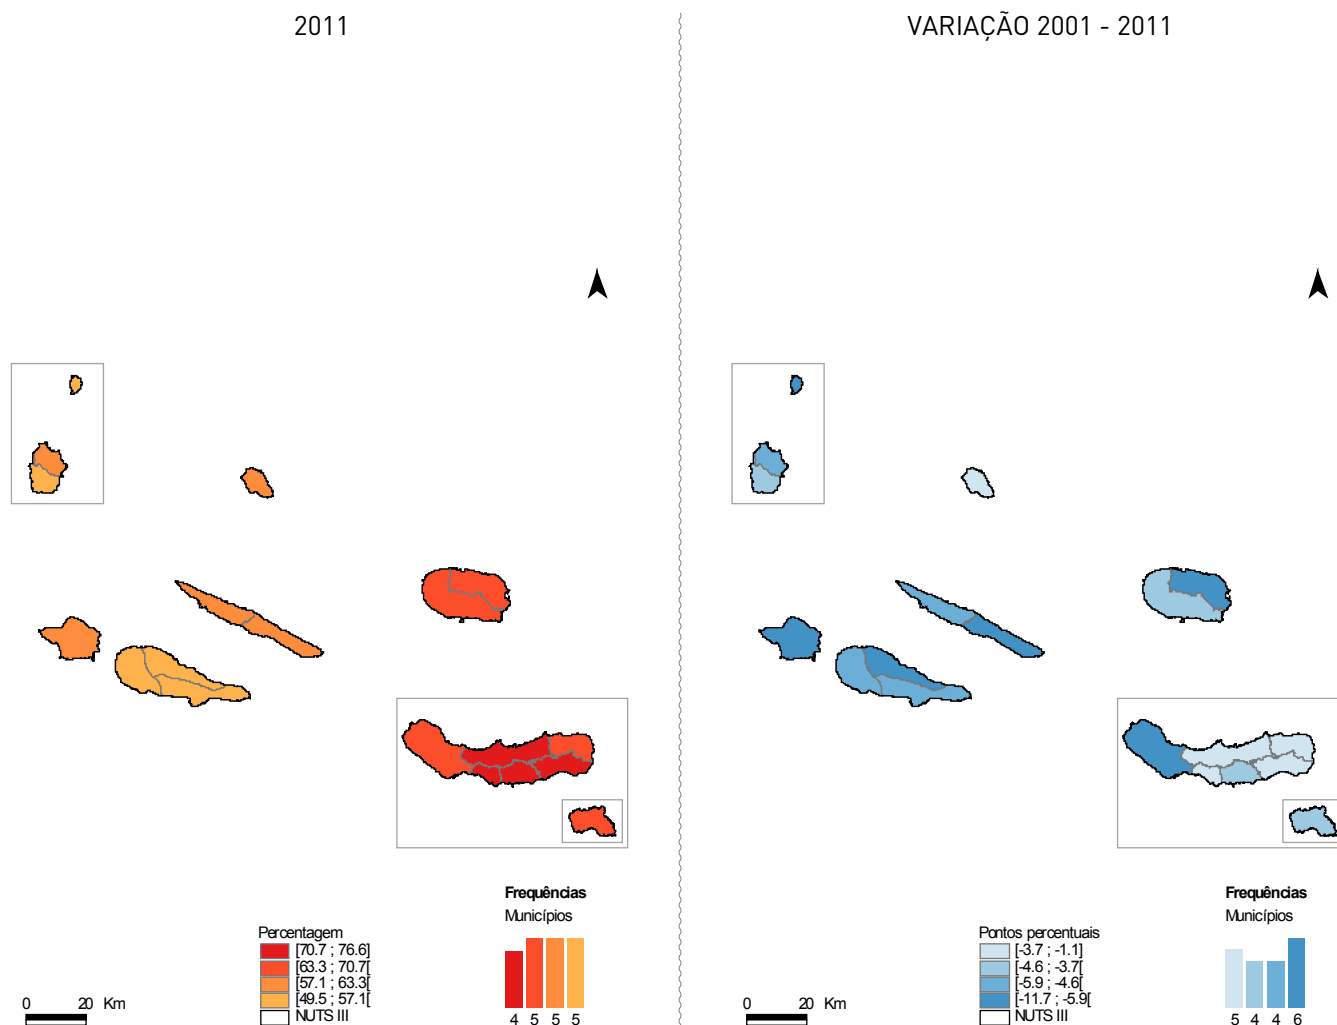 2011
VARIAÇÃO 2001 - 2011
Frequências
Municípios
Percentagem
[70.7 ; 76.6]
[63.3 ; 70.7[
[57.1 ; 63.3[
[49.5 ; 57.1[
NUTS III
0 20 Km
4 5 5 5
Frequências
Municípios
Pontos percentuais
[-3.7 ; -1.1]
[-4.6 ; -3.7[
[-5.9 ; -4.6[
[-11.7 ; -5.9[
NUTS III
0 20 Km
5 4 4 6